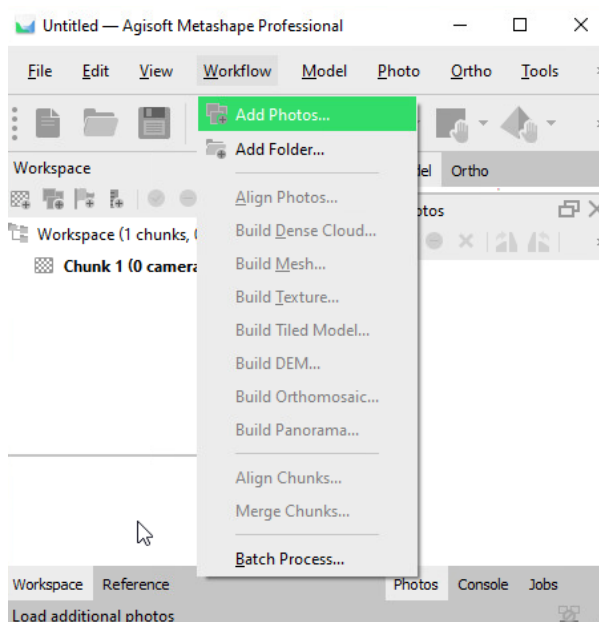 Untitled — Agisoft Metashape Professional
File Edit View Workflow Model Photo Ortho Tools
Add Photos...
Add Folder...
Align Photos...
Build Dense Cloud...
Build Mesh...
Build Texture...
Build Tiled Model...
Build DEM...
Build Orthomosaic...
Build Panorama...
Align Chunks...
Merge Chunks...
Batch Process...
Workspace
Ortho
Workspace (1 chunks,
Chunk 1 (0 camera
Workspace Reference
Photos Console Jobs
Load additional photos